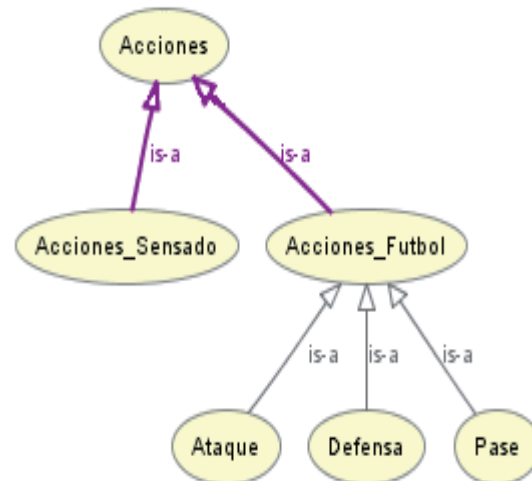 Acciones
is-a
is-a
Acciones_Sensado
Acciones_Futbol
is-a
is-a
is-a
Ataque
Defensa
Pase